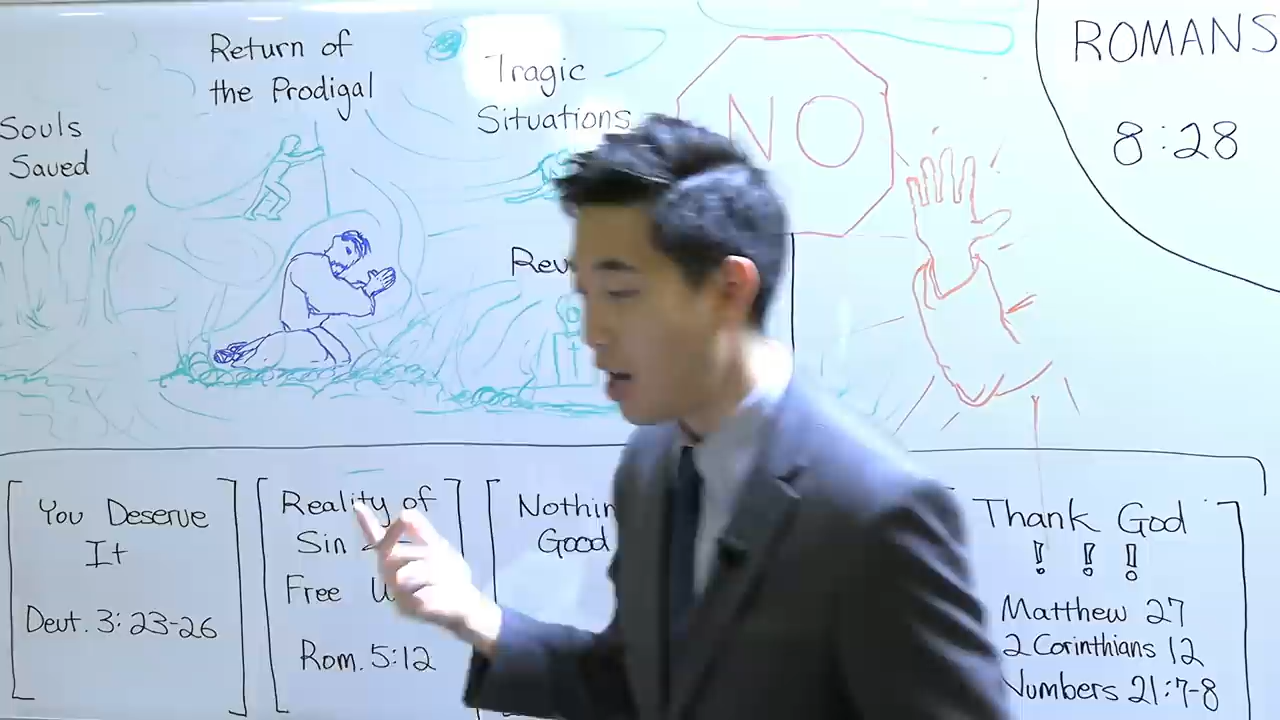 Return of
the Prodigal
Tragic
Situations
Souls
Saved
NO
ROMANS
8:28
You Deserve
It
Deut. 3:23-26
Reality of
Sin
Free
Rom. 5:12
Good
Thank God
! ! !
Matthew 27
2 Corinthians 12
Numbers 21:7-8